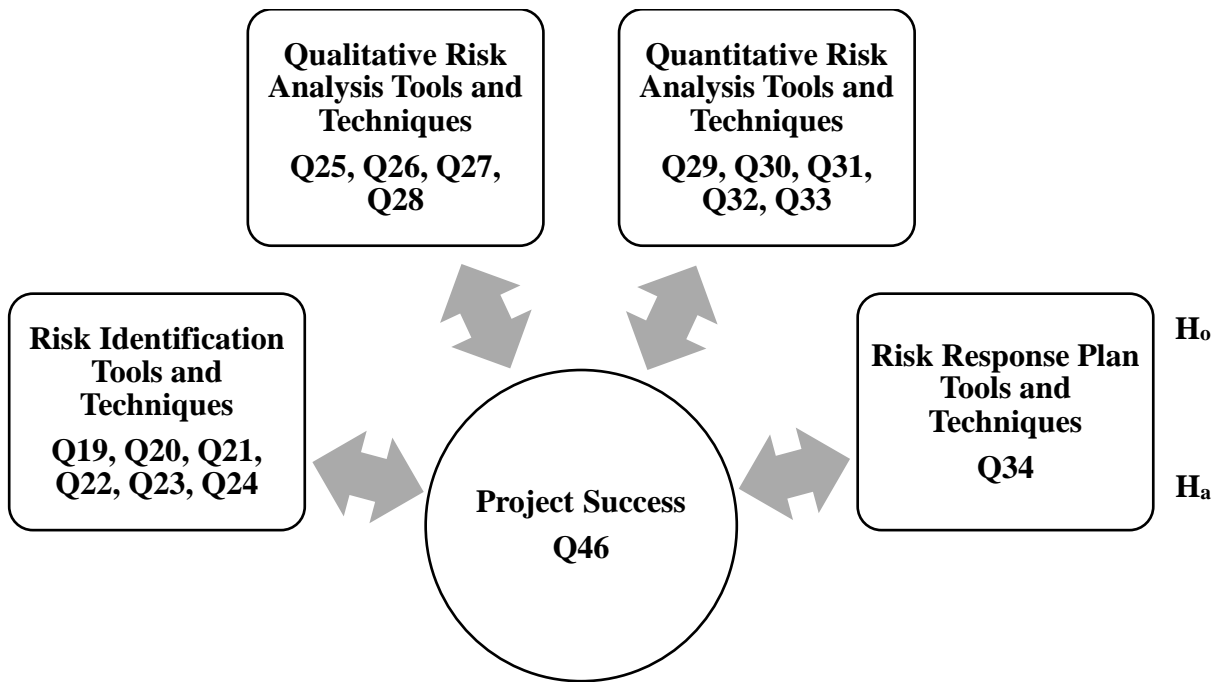 Qualitative Risk
Analysis Tools and
Techniques
Q25, Q26, Q27,
Q28
Quantitative Risk
Analysis Tools and
Techniques
Q29, Q30, Q31,
Q32, Q33
Risk Identification
Tools and
Techniques
Q19, Q20, Q21,
Q22, Q23, Q24
Risk Response Plan
Tools and
Techniques
Q34
Hₒ
Hₐ
Project Success
Q46